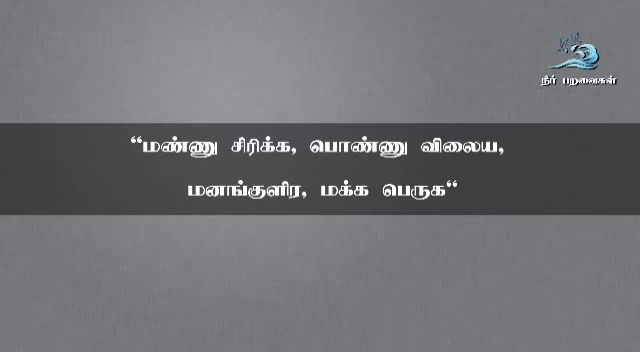 நீர் பறவைகள்
“மண்ணு சிரிக்க, பொண்ணு விலைய,
மனங்குளிர, மக்க பெருக“